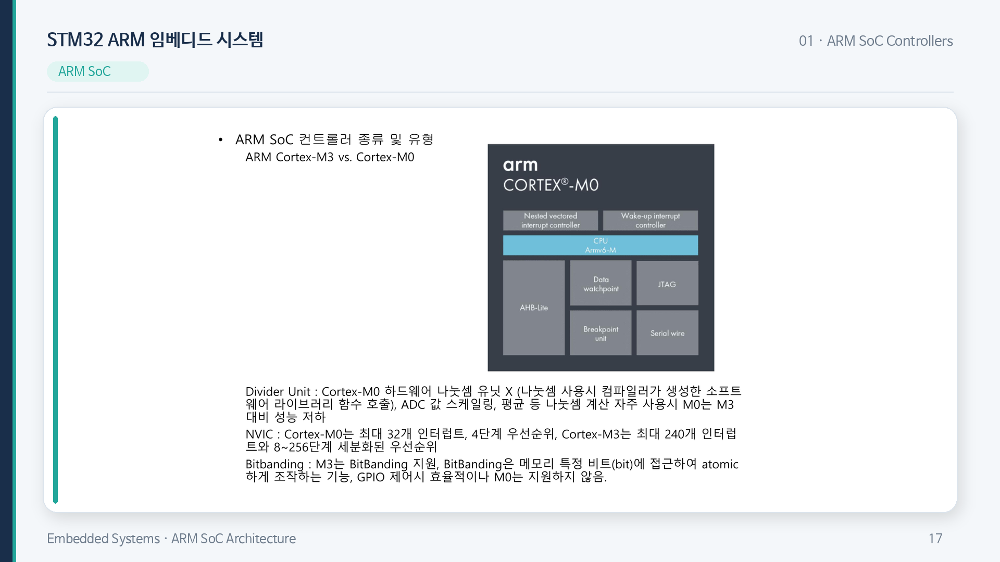 STM32 ARM 임베디드 시스템
01 · ARM SoC Controllers
ARM SoC
• ARM SoC 컨트롤러 종류 및 유형
ARM Cortex-M3 vs. Cortex-M0
arm
CORTEX®-M0
Nested vectored
interrupt controller
Wake-up interrupt
controller
CPU
Armv6-M
AHB-Lite
Data
watchpoint
JTAG
Breakpoint
unit
Serial wire
Divider Unit : Cortex-M0 하드웨어 나눗셈 유닛 X (나눗셈 사용시 컴파일러가 생성한 소프트
웨어 라이브러리 함수 호출), ADC 값 스케일링, 평균 등 나눗셈 계산 자주 사용시 M0는 M3
대비 성능 저하
NVIC : Cortex-M0는 최대 32개 인터럽트, 4단계 우선순위, Cortex-M3는 최대 240개 인터럽
트와 8~256단계 세분화된 우선순위
Bitbanding : M3는 BitBanding 지원, BitBanding은 메모리 특정 비트(bit)에 접근하여 atomic
하게 조작하는 기능, GPIO 제어시 효율적이나 M0는 지원하지 않음.
Embedded Systems · ARM SoC Architecture
17